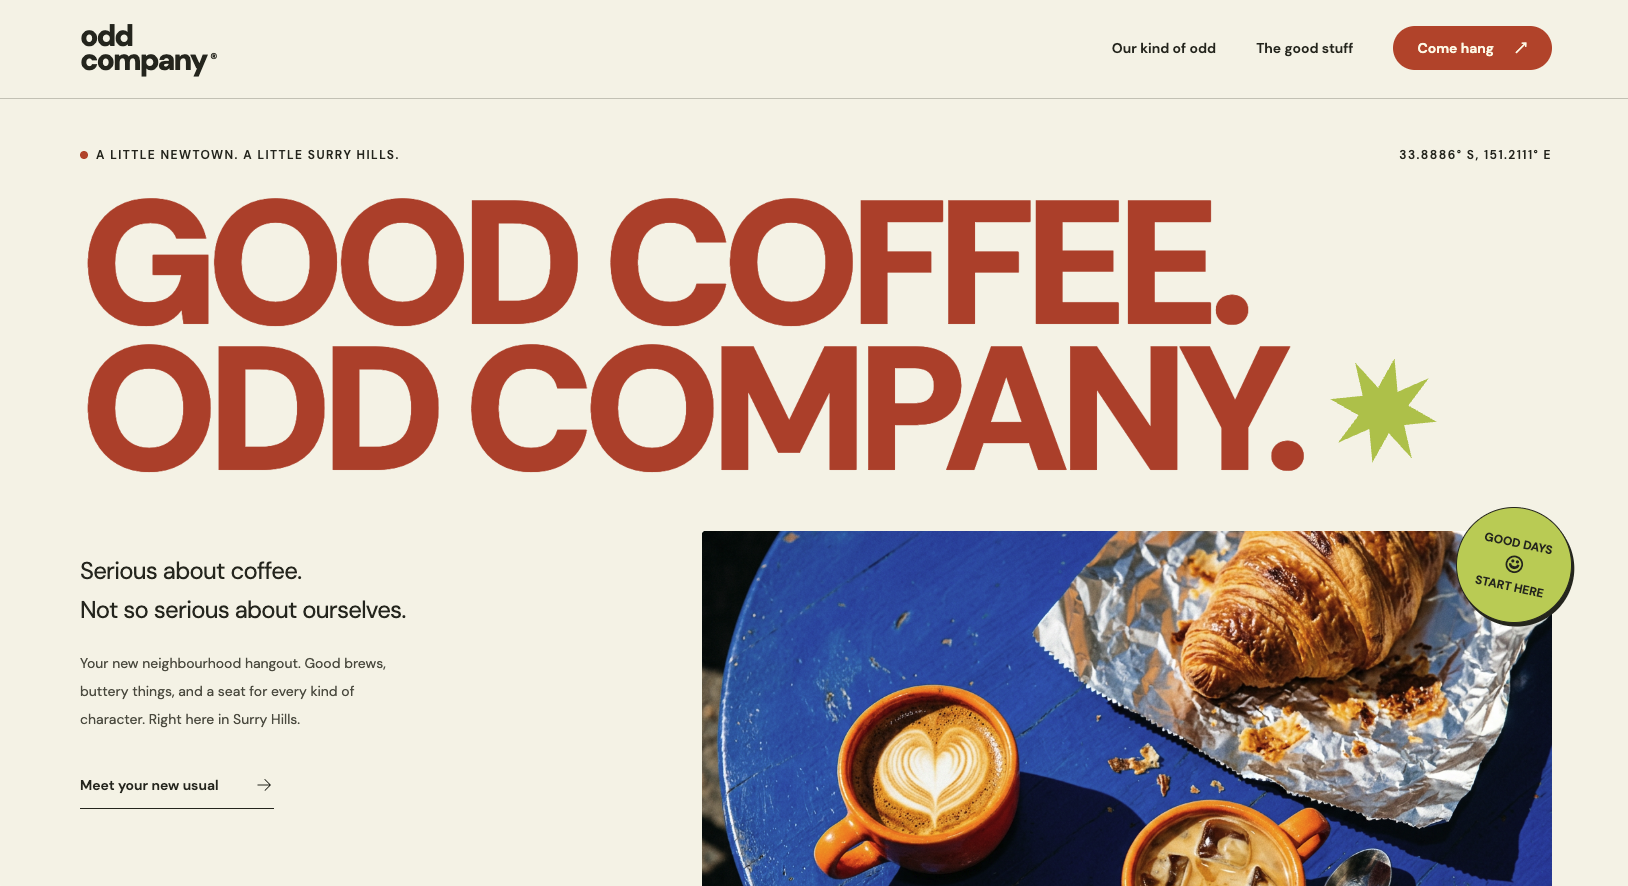 odd
company®
Our kind of odd
The good stuff
Come hang ↗
A LITTLE NEWTOWN. A LITTLE SURRY HILLS.
33.8886° S, 151.2111° E
GOOD COFFEE.
ODD COMPANY.
GOOD DAYS
START HERE
Serious about coffee.
Not so serious about ourselves.
Your new neighbourhood hangout. Good brews,
buttery things, and a seat for every kind of
character. Right here in Surry Hills.
Meet your new usual →